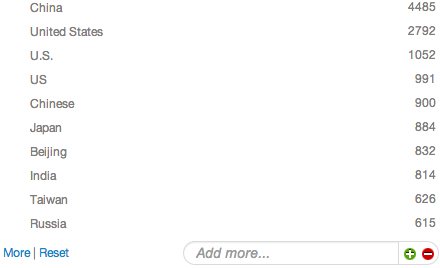 China 4485
United States 2792
U.S. 1052
US 991
Chinese 900
Japan 884
Beijing 832
India 814
Taiwan 626
Russia 615
More | Reset Add more...